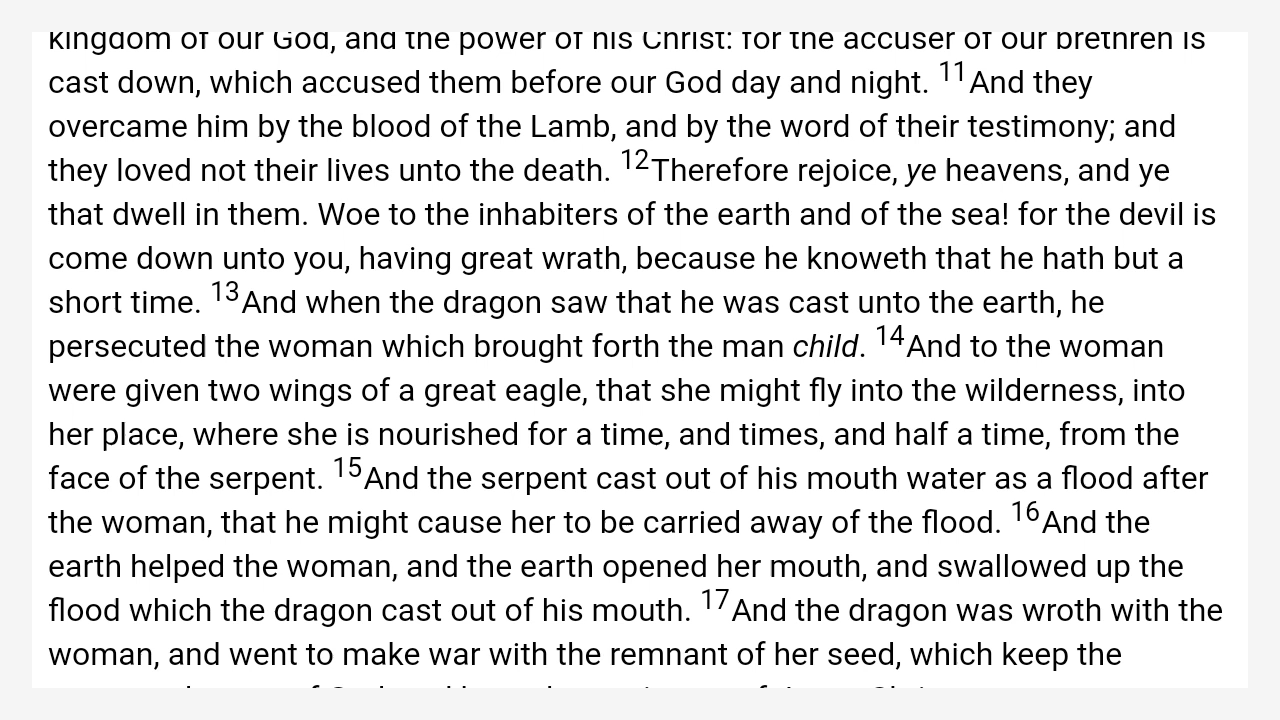 kingdom of our God, and the power of his Christ: for the accuser of our brethren is
cast down, which accused them before our God day and night. 11And they
overcame him by the blood of the Lamb, and by the word of their testimony; and
they loved not their lives unto the death. 12Therefore rejoice, ye heavens, and ye
that dwell in them. Woe to the inhabiters of the earth and of the sea! for the devil is
come down unto you, having great wrath, because he knoweth that he hath but a
short time. 13And when the dragon saw that he was cast unto the earth, he
persecuted the woman which brought forth the man child. 14And to the woman
were given two wings of a great eagle, that she might fly into the wilderness, into
her place, where she is nourished for a time, and times, and half a time, from the
face of the serpent. 15And the serpent cast out of his mouth water as a flood after
the woman, that he might cause her to be carried away of the flood. 16And the
earth helped the woman, and the earth opened her mouth, and swallowed up the
flood which the dragon cast out of his mouth. 17And the dragon was wroth with the
woman, and went to make war with the remnant of her seed, which keep the